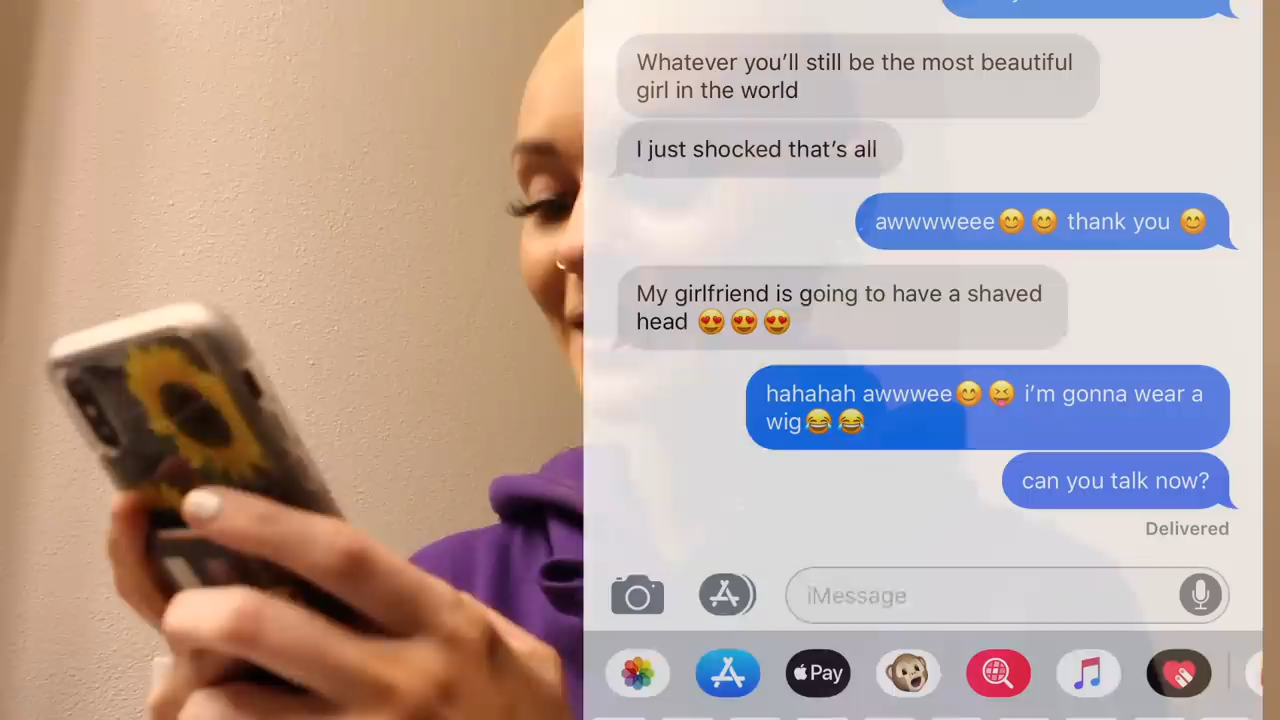 Whatever you'll still be the most beautiful
girl in the world
I just shocked that's all
awwwweee😊😊 thank you 😊
My girlfriend is going to have a shaved
head 😍😍😍
hahahah awwwee😊😝 i'm gonna wear a
wig😂😂
can you talk now?
Delivered
iMessage
Pay